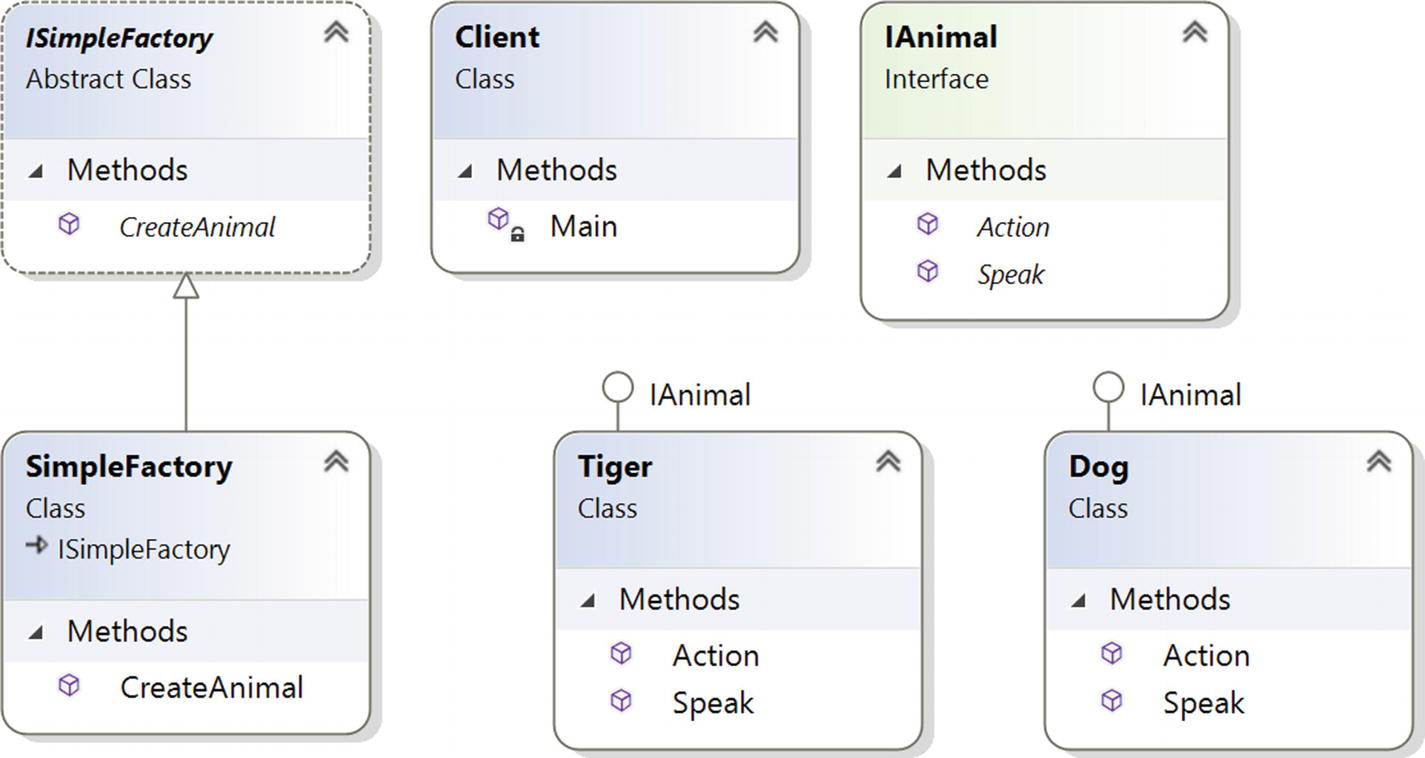 ISimpleFactory
Abstract Class
Methods
CreateAnimal
Client
Class
Methods
Main
IAnimal
Interface
Methods
Action
Speak
SimpleFactory
Class
ISimpleFactory
Methods
CreateAnimal
IAnimal
Tiger
Class
Methods
Action
Speak
IAnimal
Dog
Class
Methods
Action
Speak